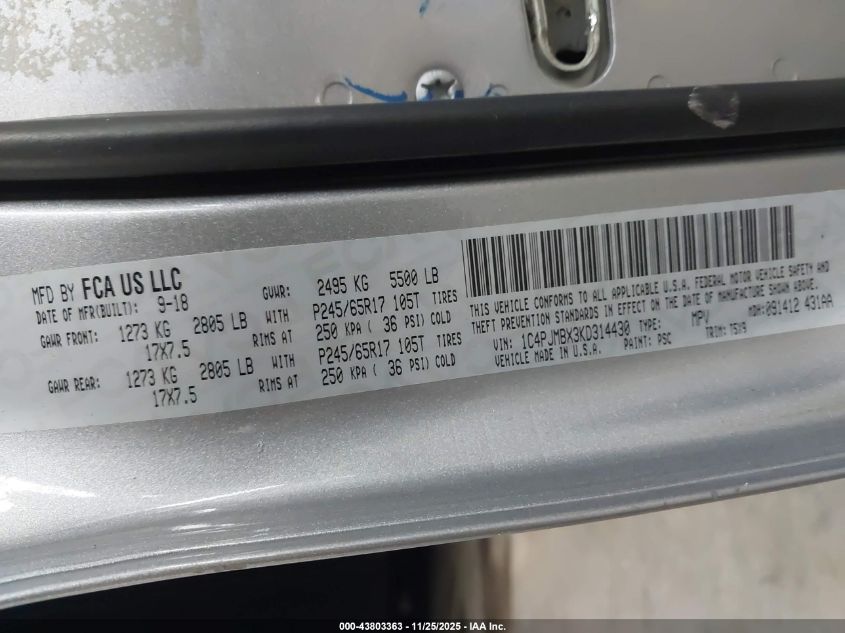 MFD BY FCA US LLC
DATE OF MFR(BUILT): 9-18 GVWR: 2495 KG 5500 LB
GAWR FRONT: 1273 KG 2805 LB WITH P245/65R17 105T TIRES
17X7.5 RIMS AT 250 KPA ( 36 PSI) COLD
GAWR REAR: 1273 KG 2805 LB WITH P245/65R17 105T TIRES
17X7.5 RIMS AT 250 KPA ( 36 PSI) COLD
THIS VEHICLE CONFORMS TO ALL APPLICABLE U.S.A. FEDERAL MOTOR VEHICLE SAFETY AND
THEFT PREVENTION STANDARDS IN EFFECT ON THE DATE OF MANUFACTURE SHOWN ABOVE.
VIN: 1C4PJMBX3KD314430 TYPE: MPV MDH: 091412 431AA
VEHICLE MADE IN U.S.A. PAINT: PSC TRIM: T5X9
000-43803363 - 11/25/2025 - IAA Inc.